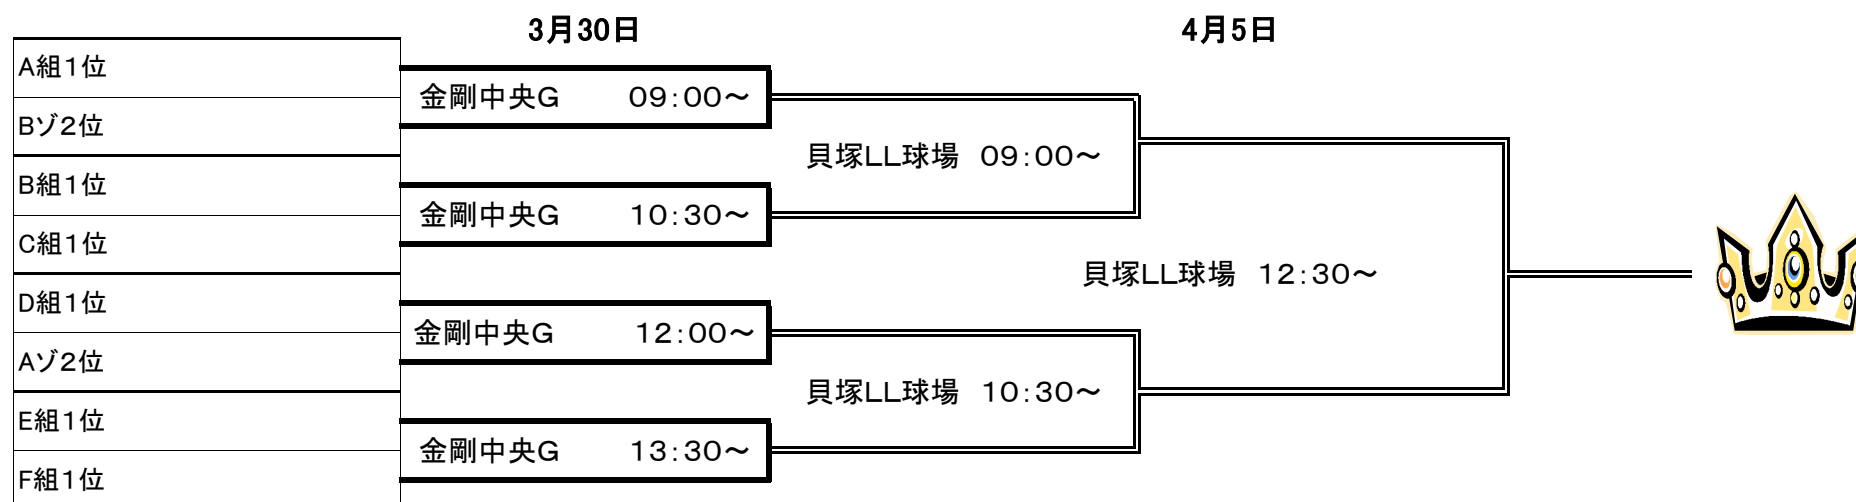 3月30日
4月5日
A組１位
Bゾ２位
B組１位
C組１位
D組１位
Aゾ２位
E組１位
F組１位
金剛中央G　　09：00～
金剛中央G　　10：30～
金剛中央G　　12：00～
金剛中央G　　13：30～
貝塚LL球場　09：00～
貝塚LL球場　10：30～
貝塚LL球場　12：30～